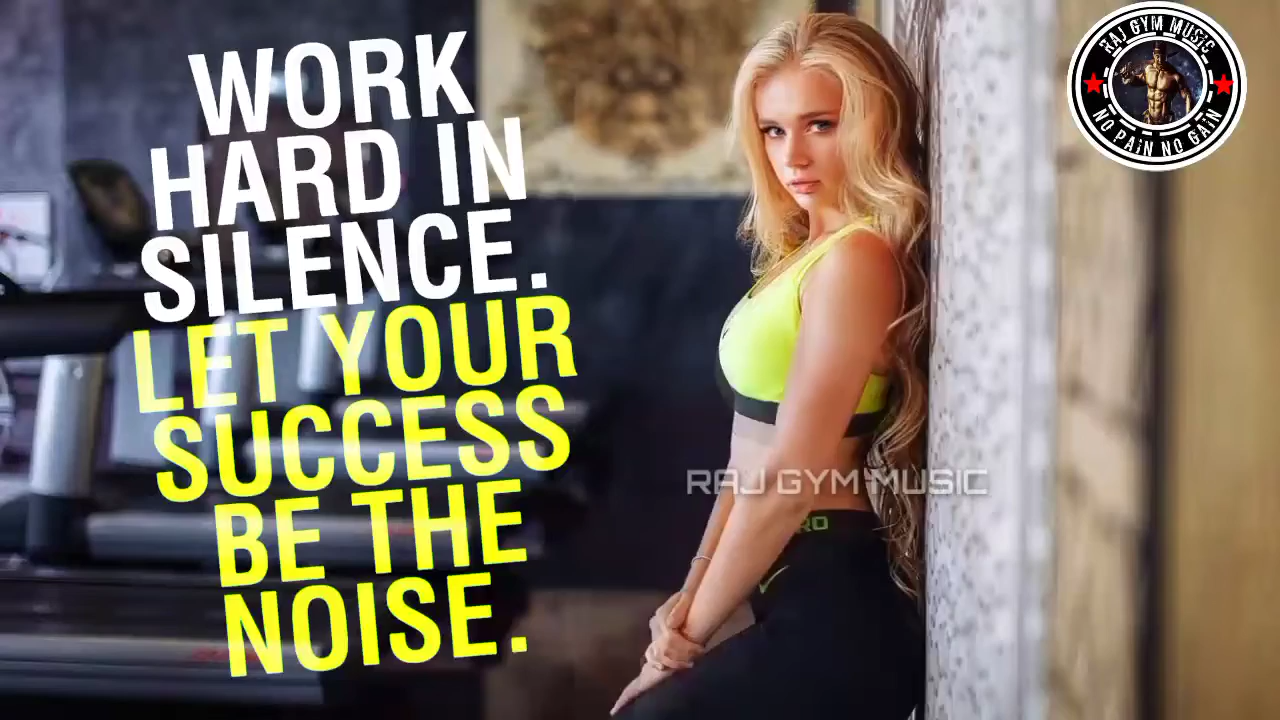 WORK
HARD IN
SILENCE.
LET YOUR
SUCCESS
BE THE
NOISE.
RAJ GYM MUSIC
NO PAIN NO GAIN
RAJ GYM MUSIC
RO